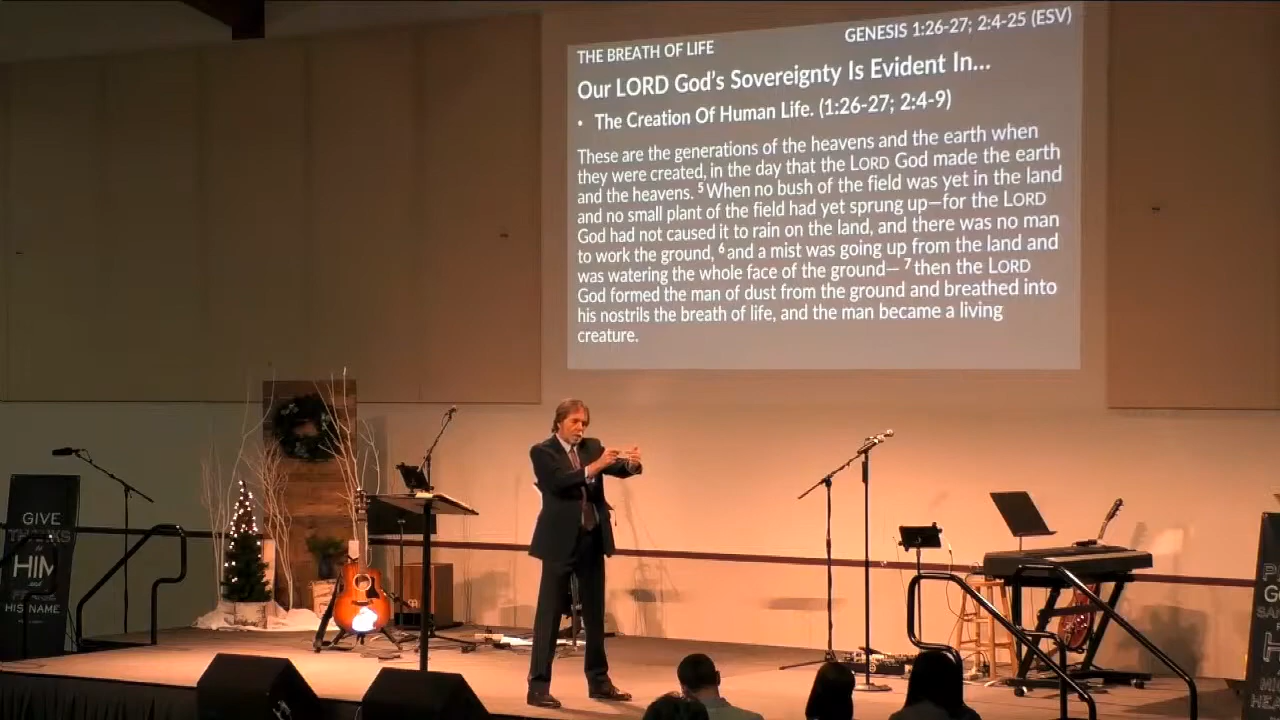 THE BREATH OF LIFE
GENESIS 1:26-27; 2:4-25 (ESV)
Our LORD God's Sovereignty Is Evident In...
• The Creation Of Human Life. (1:26-27; 2:4-9)
These are the generations of the heavens and the earth when
they were created, in the day that the LORD God made the earth
and the heavens. 5 When no bush of the field was yet in the land
and no small plant of the field had yet sprung up—for the LORD
God had not caused it to rain on the land, and there was no man
to work the ground, 6 and a mist was going up from the land and
was watering the whole face of the ground— 7 then the LORD
God formed the man of dust from the ground and breathed into
his nostrils the breath of life, and the man became a living
creature.
GIVE
THANKS
HIM
HIS NAME